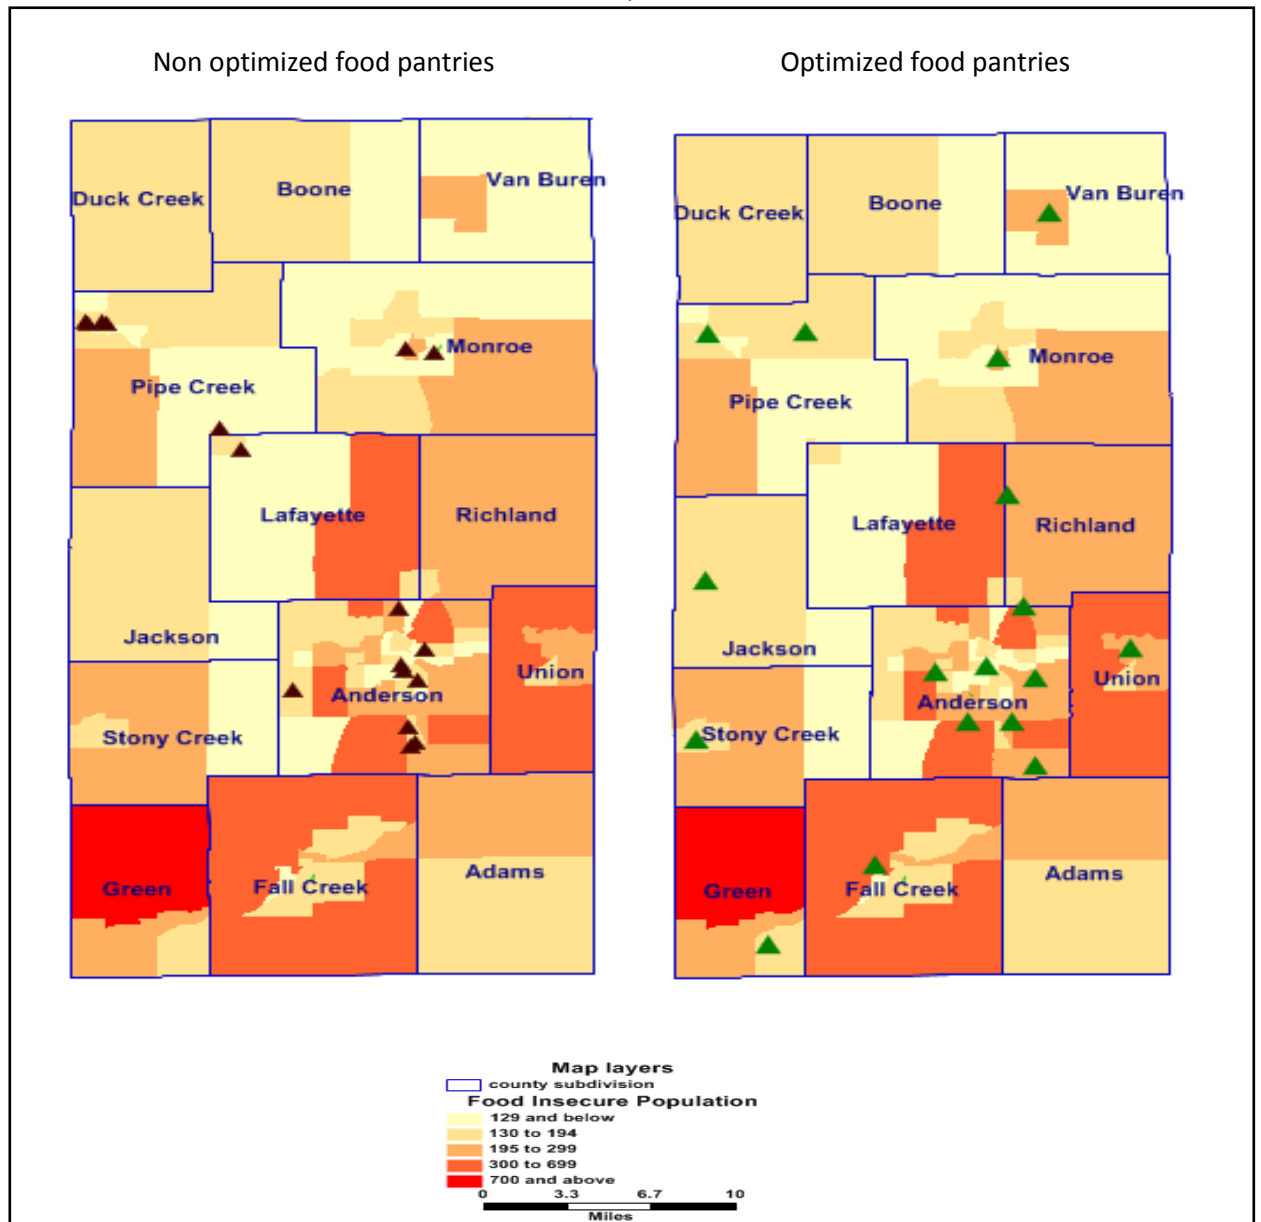 Non optimized food pantries
Optimized food pantries
Duck Creek
Boone
Van Buren
Monroe
Pipe Creek
Lafayette
Richland
Jackson
Union
Anderson
Stony Creek
Green
Fall Creek
Adams
Duck Creek
Boone
Van Buren
Monroe
Pipe Creek
Lafayette
Richland
Jackson
Union
Anderson
Stony Creek
Green
Fall Creek
Adams
Map layers
county subdivision
Food Insecure Population
129 and below
130 to 194
195 to 299
300 to 699
700 and above
0 3.3 6.7 10
Miles